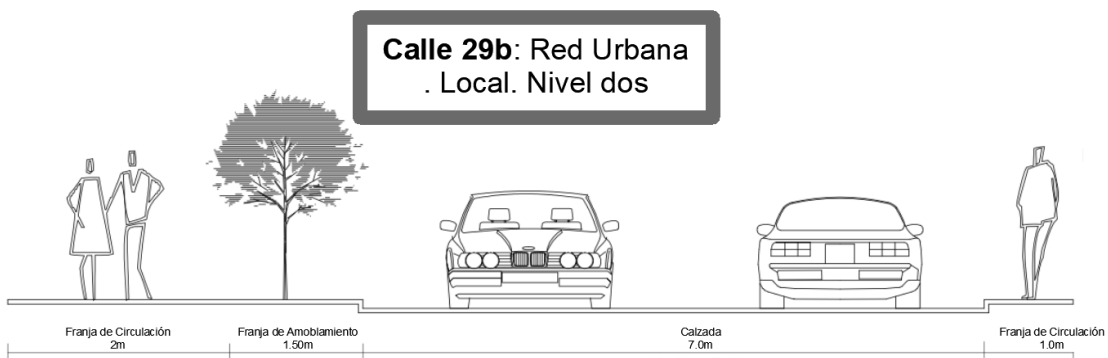 Calle 29b: Red Urbana
. Local. Nivel dos
Franja de Circulación
2m
Franja de Amoblamiento
1.50m
Calzada
7.0m
Franja de Circulación
1.0m